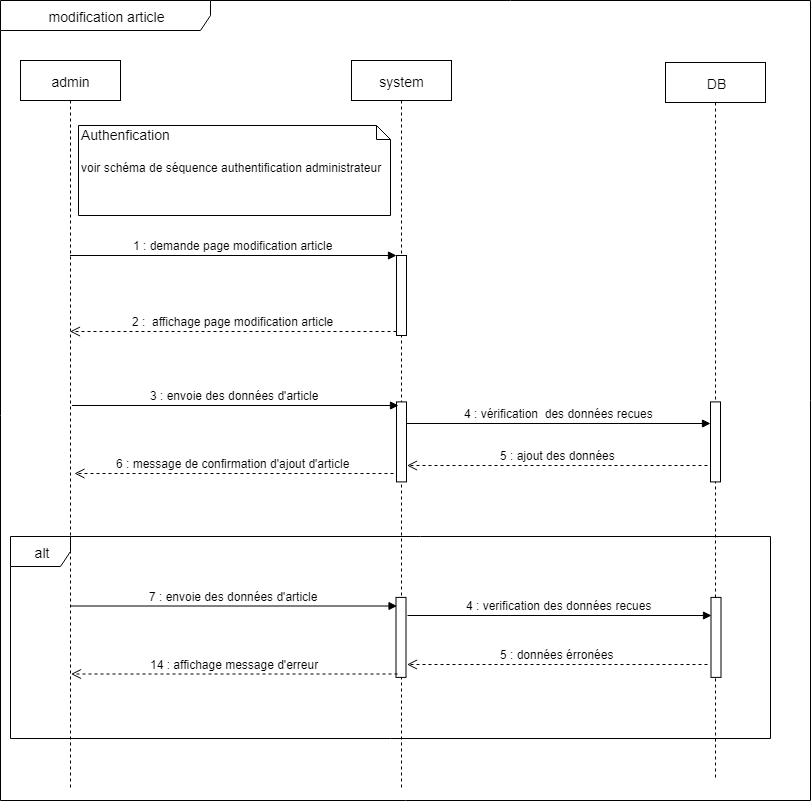 modification article
admin
system
DB
Authenfication
voir schéma de séquence authentification administrateur
1 : demande page modification article
2 : affichage page modification article
3 : envoie des données d'article
4 : vérification des données recues
5 : ajout des données
6 : message de confirmation d'ajout d'article
alt
7 : envoie des données d'article
4 : verification des données recues
5 : données érronées
14 : affichage message d'erreur